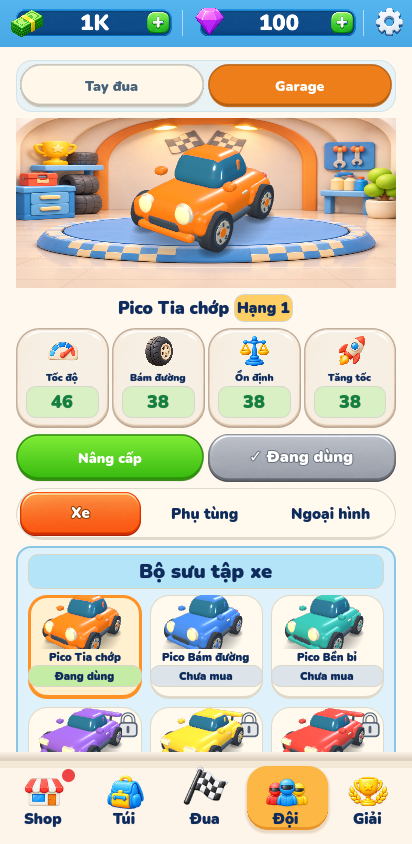 1K
100
Tay đua
Garage
Pico Tia chớp Hạng 1
Tốc độ
Bám đường
Ổn định
Tăng tốc
46
38
38
38
Nâng cấp
✓ Đang dùng
Xe
Phụ tùng
Ngoại hình
Bộ sưu tập xe
Pico Tia chớp
Pico Bám đường
Pico Bền bỉ
Đang dùng
Chưa mua
Chưa mua
Shop
Túi
Đua
Đội
Giải